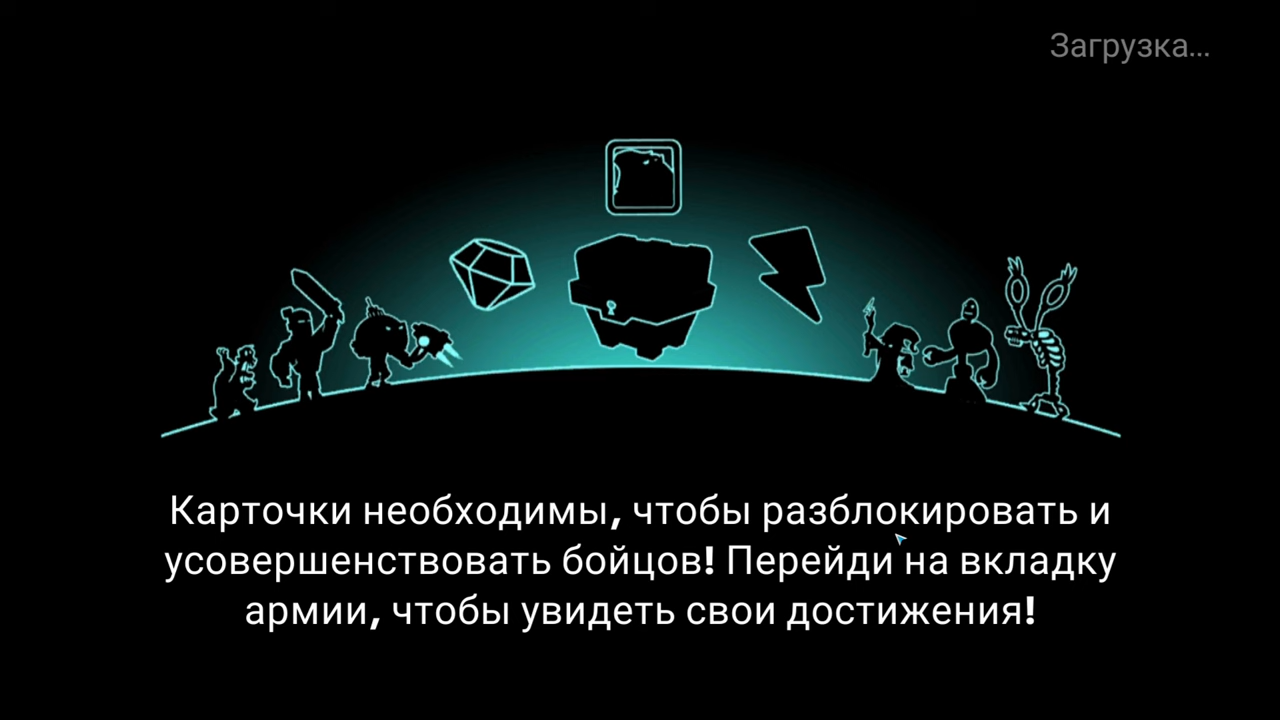 Загрузка...
Карточки необходимы, чтобы разблокировать и
усовершенствовать бойцов! Перейди на вкладку
армии, чтобы увидеть свои достижения!